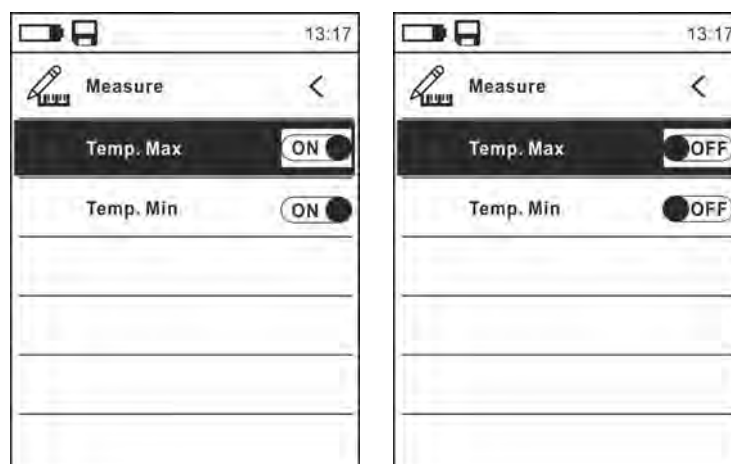 13:17
Measure <
Temp. Max ON
Temp. Min ON
13:17
Measure <
Temp. Max OFF
Temp. Min OFF